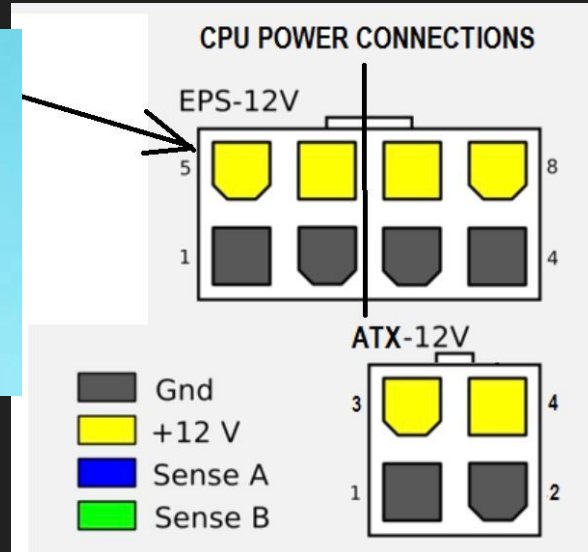 CPU POWER CONNECTIONS
EPS-12V
5 8
1 4
ATX-12V
Gnd
+12 V
Sense A
Sense B
3 4
1 2